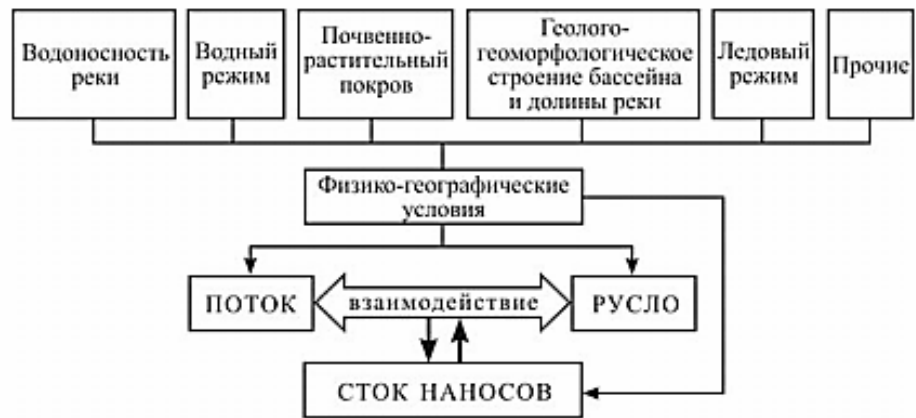 Водоносность
реки
Водный
режим
Почвенно-
растительный
покров
Геолого-
геоморфологическое
строение бассейна
и долины реки
Ледовый
режим
Прочие
Физико-географические
условия
ПОТОК
взаимодействие
РУСЛО
СТОК НАНОСОВ